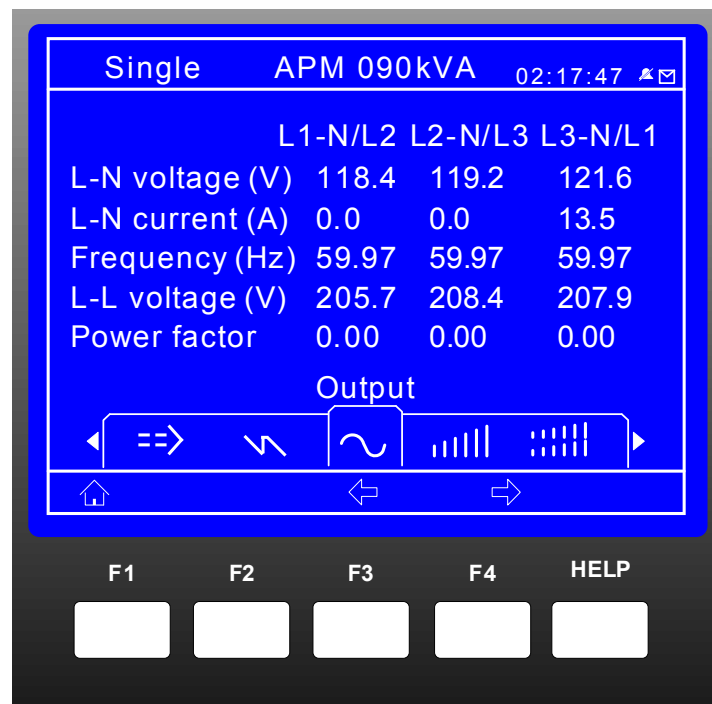 Single APM 090kVA 02:17:47
L1-N/L2 L2-N/L3 L3-N/L1
L-N voltage (V) 118.4 119.2 121.6
L-N current (A) 0.0 0.0 13.5
Frequency (Hz) 59.97 59.97 59.97
L-L voltage (V) 205.7 208.4 207.9
Power factor 0.00 0.00 0.00
Output
F1 F2 F3 F4 HELP